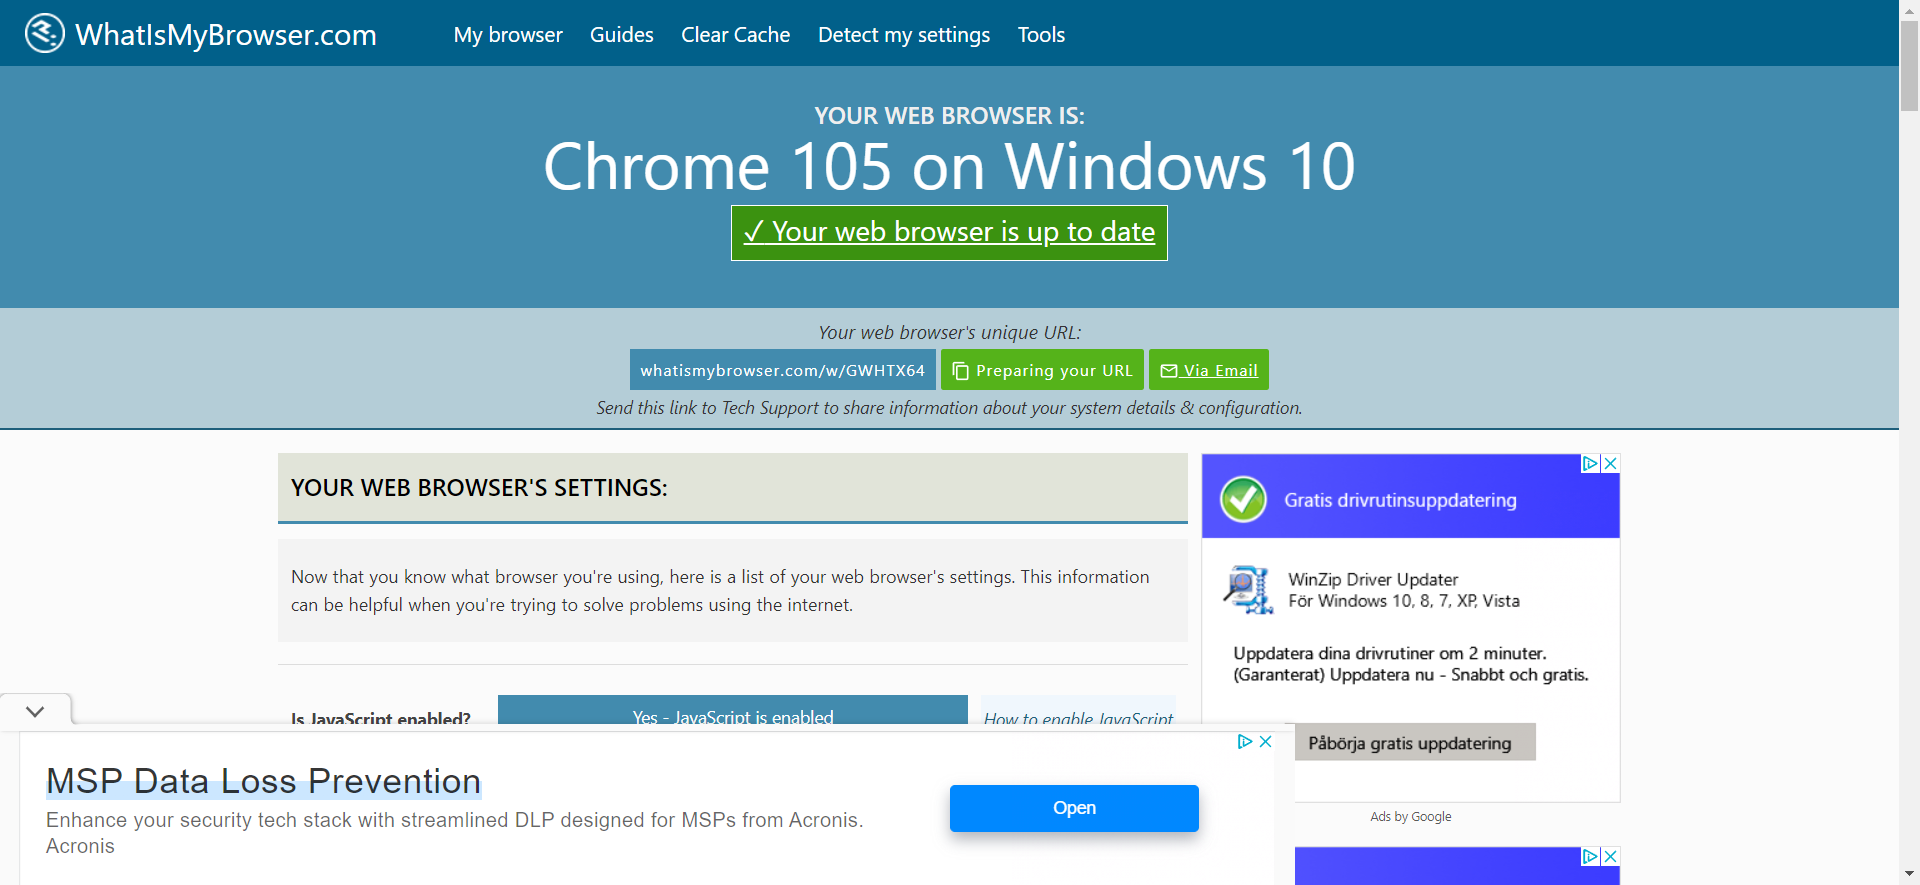 WhatIsMyBrowser.com
My browser
Guides
Clear Cache
Detect my settings
Tools
YOUR WEB BROWSER IS:
Chrome 105 on Windows 10
✓ Your web browser is up to date
Your web browser's unique URL:
whatismybrowser.com/w/GWHTX64
Preparing your URL
Via Email
Send this link to Tech Support to share information about your system details & configuration.
YOUR WEB BROWSER'S SETTINGS:
Now that you know what browser you're using, here is a list of your web browser's settings. This information
can be helpful when you're trying to solve problems using the internet.
Is JavaScript enabled?
Yes - JavaScript is enabled
How to enable JavaScript
Gratis drivrutinsuppdatering
WinZip Driver Updater
För Windows 10, 8, 7, XP, Vista
Uppdatera dina drivrutiner om 2 minuter.
(Garanterat) Uppdatera nu - Snabbt och gratis.
Påbörja gratis uppdatering
Ads by Google
MSP Data Loss Prevention
Enhance your security tech stack with streamlined DLP designed for MSPs from Acronis.
Acronis
Open